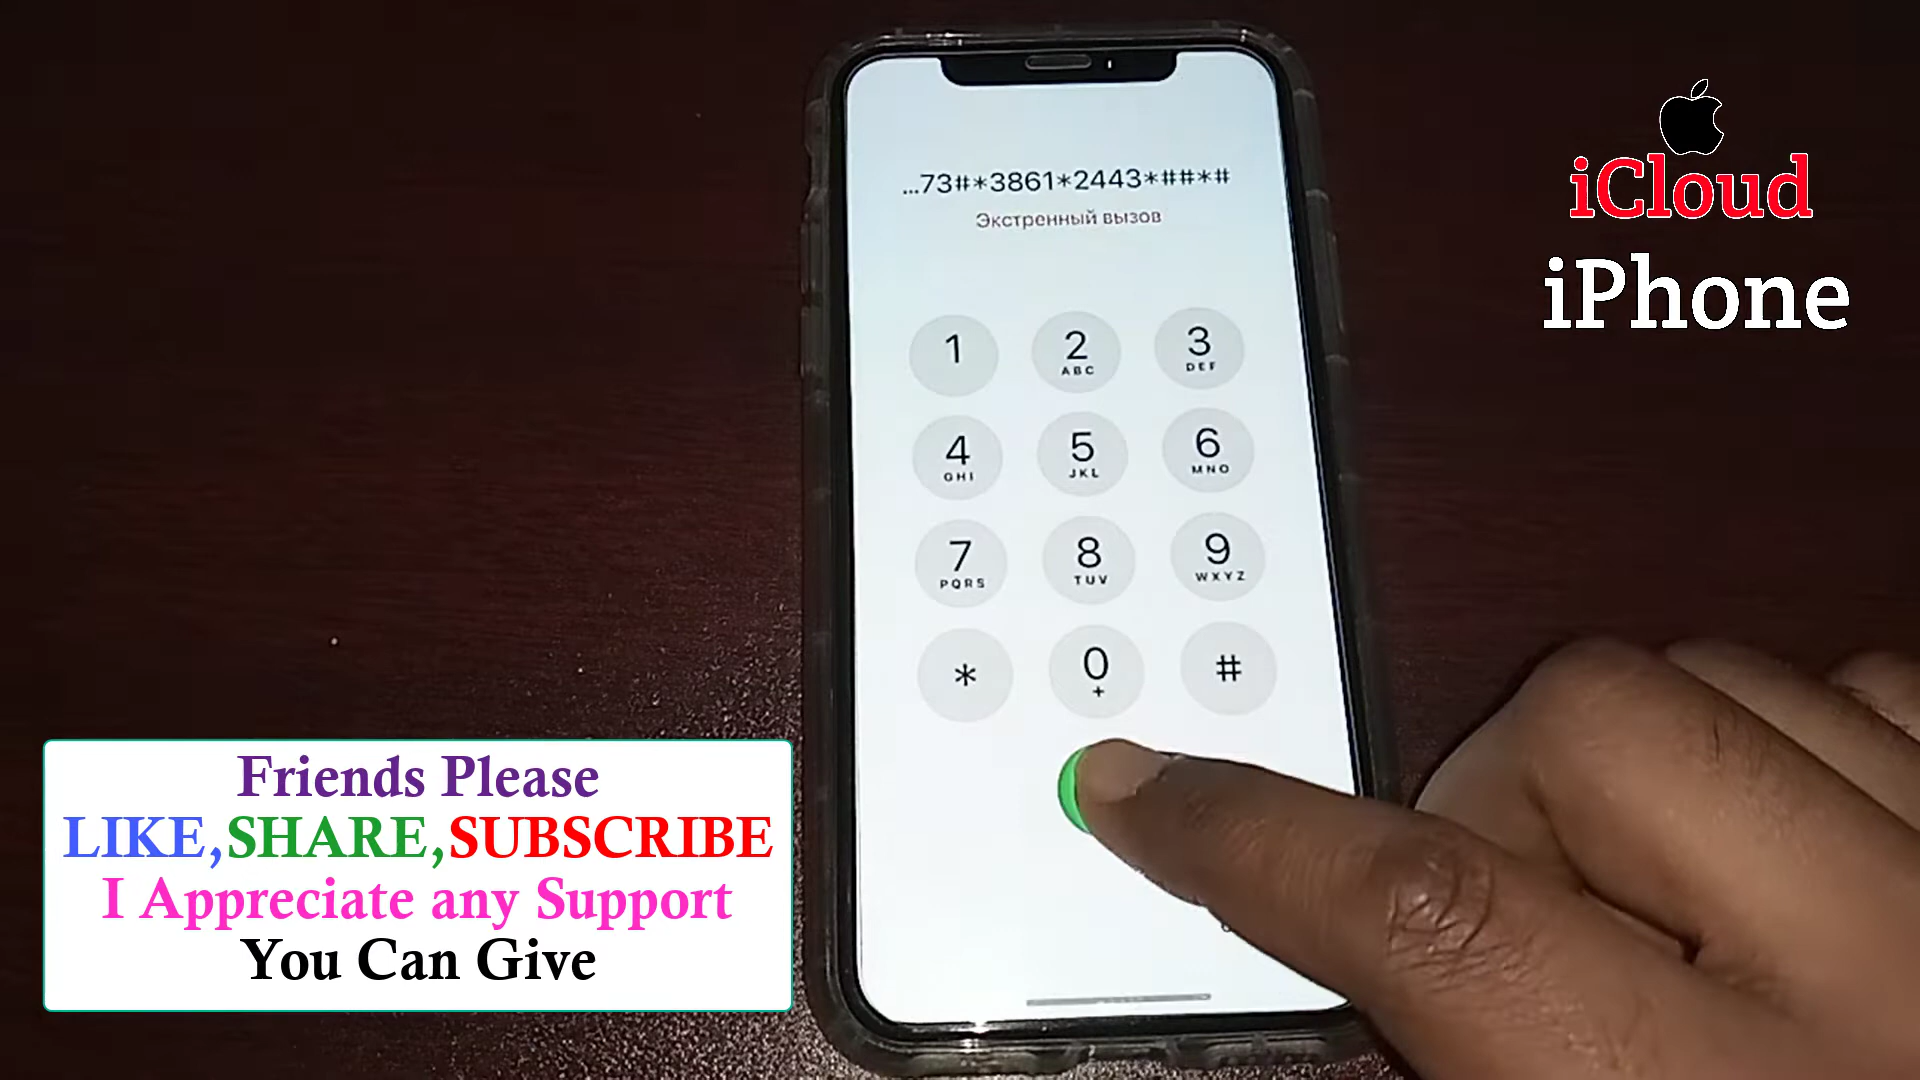 ...73#*3861*2443*##*#
Экстренный вызов
1
2
ABC
3
DEF
4
GHI
5
JKL
6
MNO
7
PQRS
8
TUV
9
WXYZ
*
0
+
#
iCloud
iPhone
Friends Please
LIKE,SHARE,SUBSCRIBE
I Appreciate any Support
You Can Give